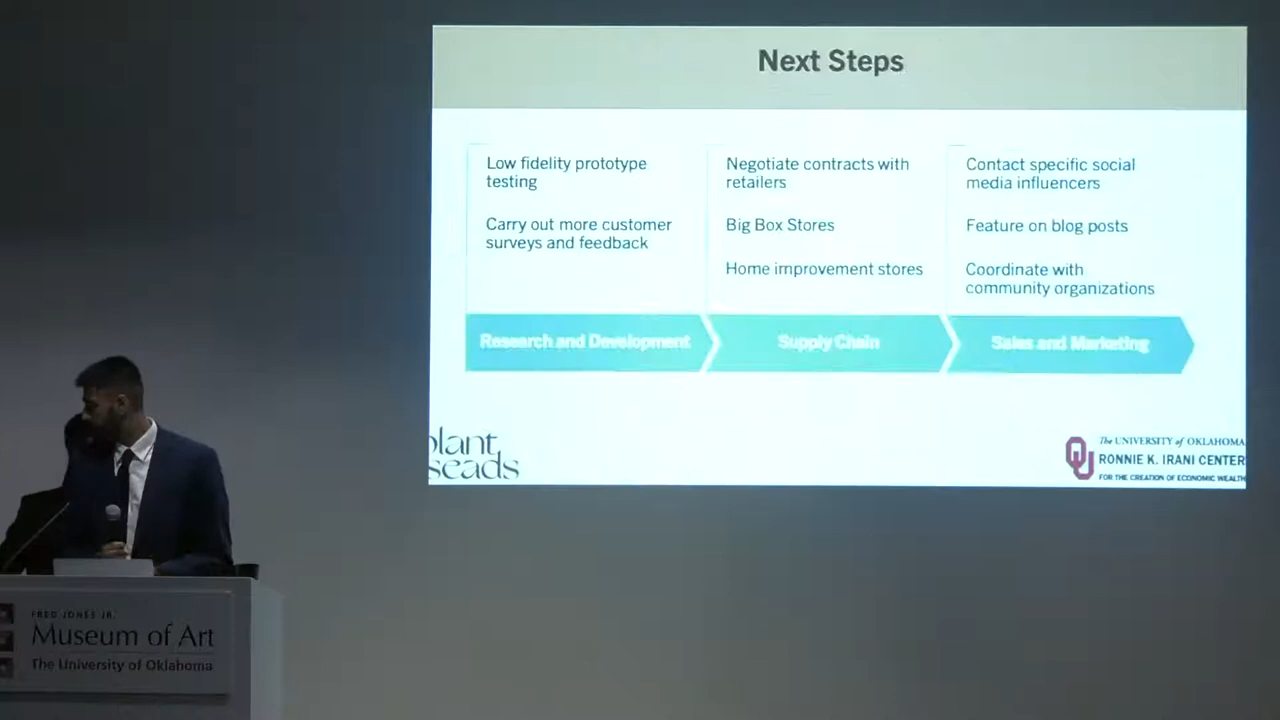 Next Steps
Low fidelity prototype
testing
Carry out more customer
surveys and feedback
Negotiate contracts with
retailers
Big Box Stores
Home improvement stores
Contact specific social
media influencers
Feature on blog posts
Coordinate with
community organizations
Research and Development
Supply Chain
Sales and Marketing
plant
seads
The UNIVERSITY of OKLAHOMA
RONNIE K. IRANI CENTER
FOR THE CREATION OF ECONOMIC WEALTH
FRED JONES JR.
Museum of Art
The University of Oklahoma